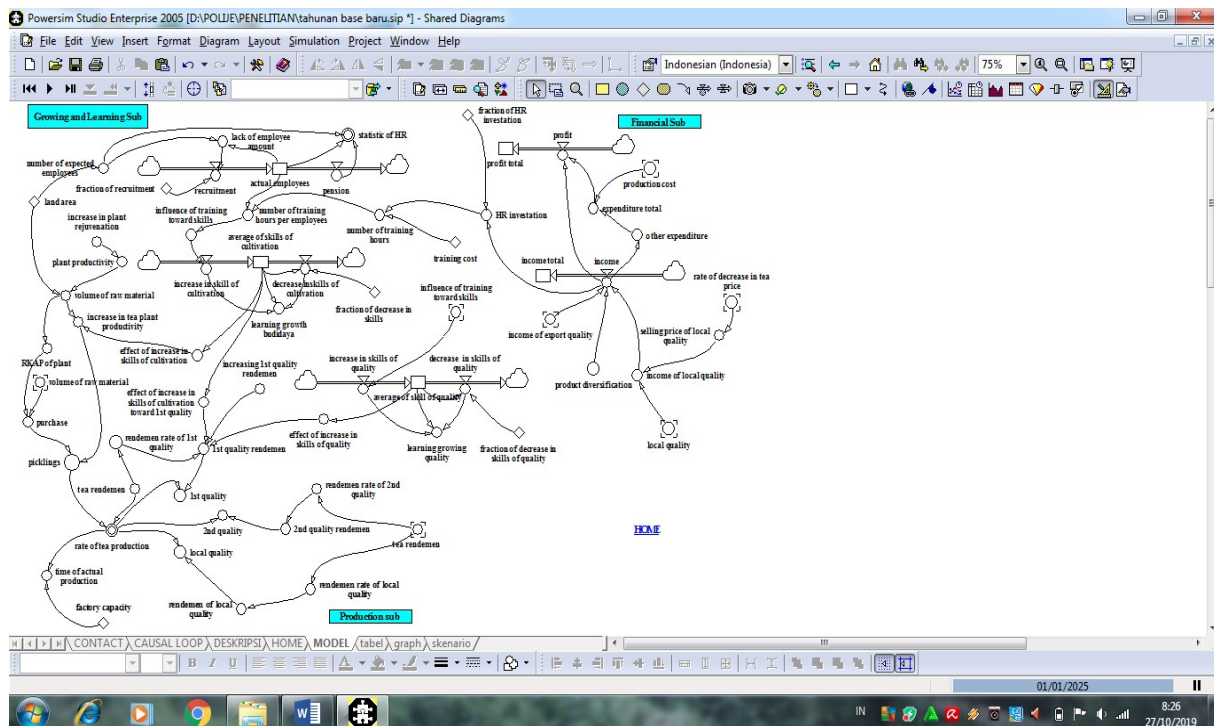 Powersim Studio Enterprise 2005 [D:\POLIJE\PENELITIAN\tahunan base baru.sip *] - Shared Diagrams
File Edit View Insert Format Diagram Layout Simulation Project Window Help
Indonesian (Indonesia)
75%
Growing and Learning Sub
lack of employee
amount
statistic of HR
number of expected
employees
actual employees
recruitment
pension
fraction of recruitment
land area
increase in plant
rejuvenation
influence of training
toward skills
number of training
hours per employees
number of training
hours
training cost
average of skills of
cultivation
plant productivity
increase in skill of
cultivation
decrease in skills of
cultivation
volume of raw material
increase in tea plant
productivity
learning growth
budidaya
fraction of decrease in
skills
influence of training
toward skills
effect of increase in
skills of cultivation
RKAP of plant
volume of raw material
increasing 1st quality
rendemen
increase in skills of
quality
decrease in skills of
quality
effect of increase in
skills of cultivation
toward 1st quality
average of skill of quality
purchase
effect of increase in
skills of quality
rendemen rate of 1st
quality
1st quality rendemen
learning growing
quality
fraction of decrease in
skills of quality
picklings
tea rendemen
1st quality
rendemen rate of 2nd
quality
rate of tea production
2nd quality
2nd quality rendemen
tea rendemen
local quality
time of actual
production
rendemen rate of local
quality
factory capacity
rendemen of local
quality
Production sub
fraction of HR
investation
Financial Sub
profit
profit total
production cost
HR investation
expenditure total
other expenditure
income total
income
rate of decrease in tea
price
income of export quality
selling price of local
quality
product diversification
income of local quality
local quality
HOME
CONTACT CAUSAL LOOP DESKRIPSI HOME MODEL tabel graph skenario
B I U
01/01/2025
IN
8:26
27/10/2019